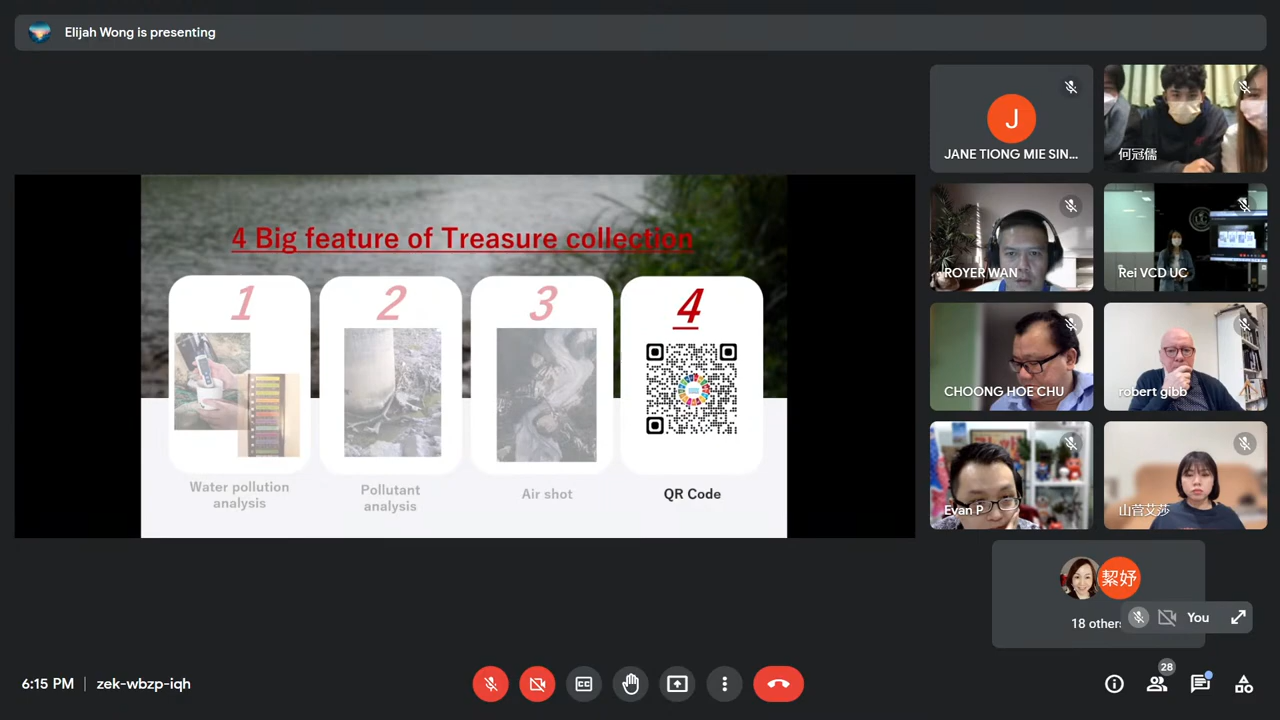 Elijah Wong is presenting
4 Big feature of Treasure collection
1
2
3
4
Water pollution
analysis
Pollutant
analysis
Air shot
QR Code
J
JANE TIONG MIE SIN...
何冠儒
ROYER WAN
Rei VCD UC
CHOONG HOE CHU
robert gibb
Evan P
山菅艾莎
絜妤
18 others
You
6:15 PM
zek-wbzp-iqh
28